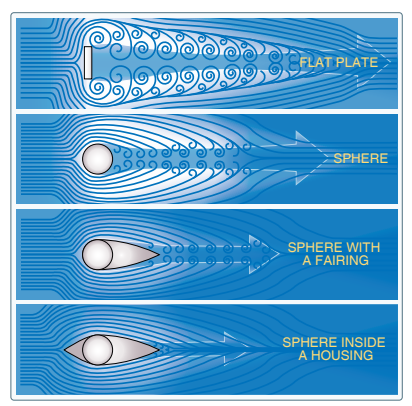 FLAT PLATE
SPHERE
SPHERE WITH
A FAIRING
SPHERE INSIDE
A HOUSING